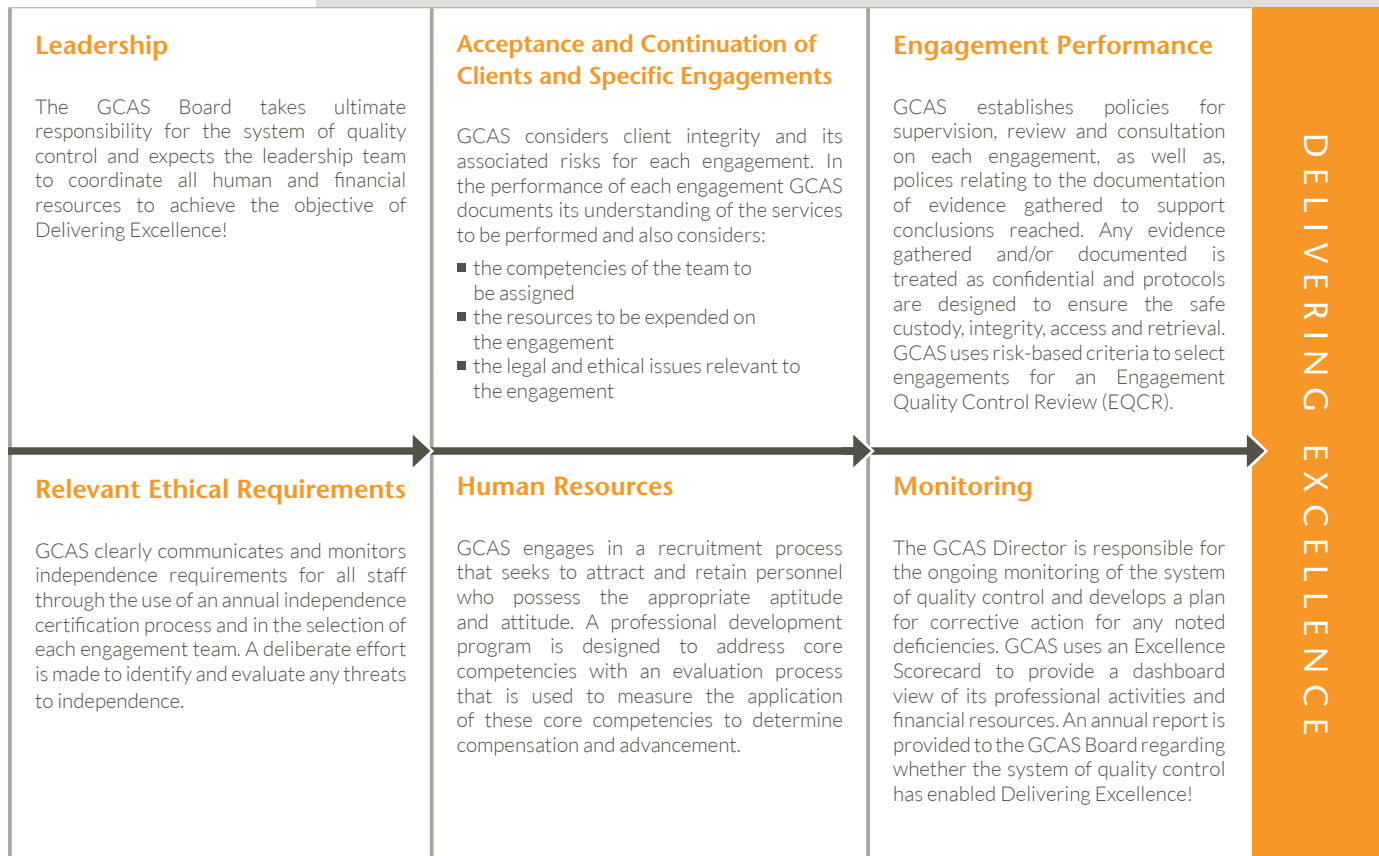 Leadership
The GCAS Board takes ultimate
responsibility for the system of quality
control and expects the leadership team
to coordinate all human and financial
resources to achieve the objective of
Delivering Excellence!
Acceptance and Continuation of
Clients and Specific Engagements
GCAS considers client integrity and its
associated risks for each engagement. In
the performance of each engagement GCAS
documents its understanding of the services
to be performed and also considers:
■ the competencies of the team to
be assigned
■ the resources to be expended on
the engagement
■ the legal and ethical issues relevant to
the engagement
Engagement Performance
GCAS establishes policies for
supervision, review and consultation
on each engagement, as well as,
polices relating to the documentation
of evidence gathered to support
conclusions reached. Any evidence
gathered and/or documented is
treated as confidential and protocols
are designed to ensure the safe
custody, integrity, access and retrieval.
GCAS uses risk-based criteria to select
engagements for an Engagement
Quality Control Review (EQCR).
Relevant Ethical Requirements
GCAS clearly communicates and monitors
independence requirements for all staff
through the use of an annual independence
certification process and in the selection of
each engagement team. A deliberate effort
is made to identify and evaluate any threats
to independence.
Human Resources
GCAS engages in a recruitment process
that seeks to attract and retain personnel
who possess the appropriate aptitude
and attitude. A professional development
program is designed to address core
competencies with an evaluation process
that is used to measure the application
of these core competencies to determine
compensation and advancement.
Monitoring
The GCAS Director is responsible for
the ongoing monitoring of the system
of quality control and develops a plan
for corrective action for any noted
deficiencies. GCAS uses an Excellence
Scorecard to provide a dashboard
view of its professional activities and
financial resources. An annual report is
provided to the GCAS Board regarding
whether the system of quality control
has enabled Delivering Excellence!
DELIVERING EXCELLENCE